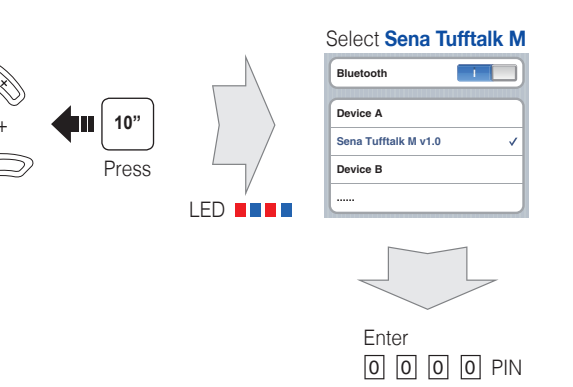 Select Sena Tufftalk M
Bluetooth
I
Device A
Sena Tufftalk M v1.0 ✓
Device B
......
+
+
10”
Press
LED
Enter
0 0 0 0 PIN